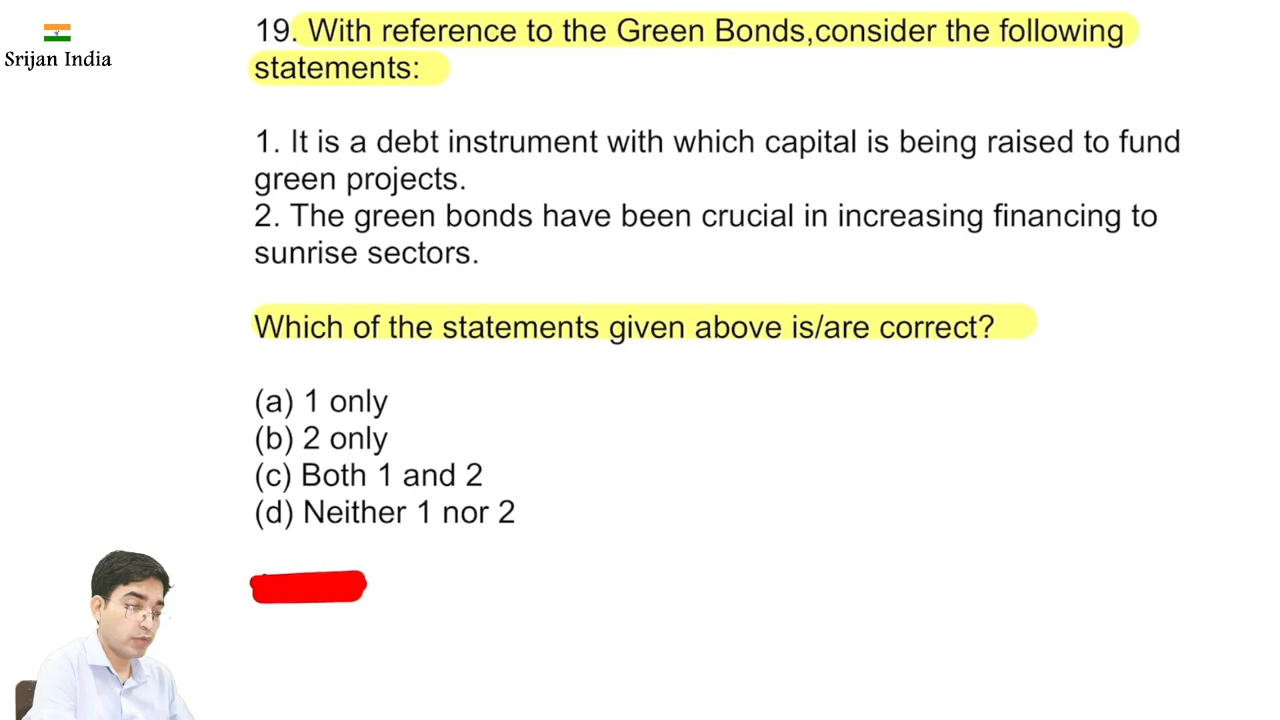 Srijan India
19. With reference to the Green Bonds,consider the following
statements:
1. It is a debt instrument with which capital is being raised to fund
green projects.
2. The green bonds have been crucial in increasing financing to
sunrise sectors.
Which of the statements given above is/are correct?
(a) 1 only
(b) 2 only
(c) Both 1 and 2
(d) Neither 1 nor 2